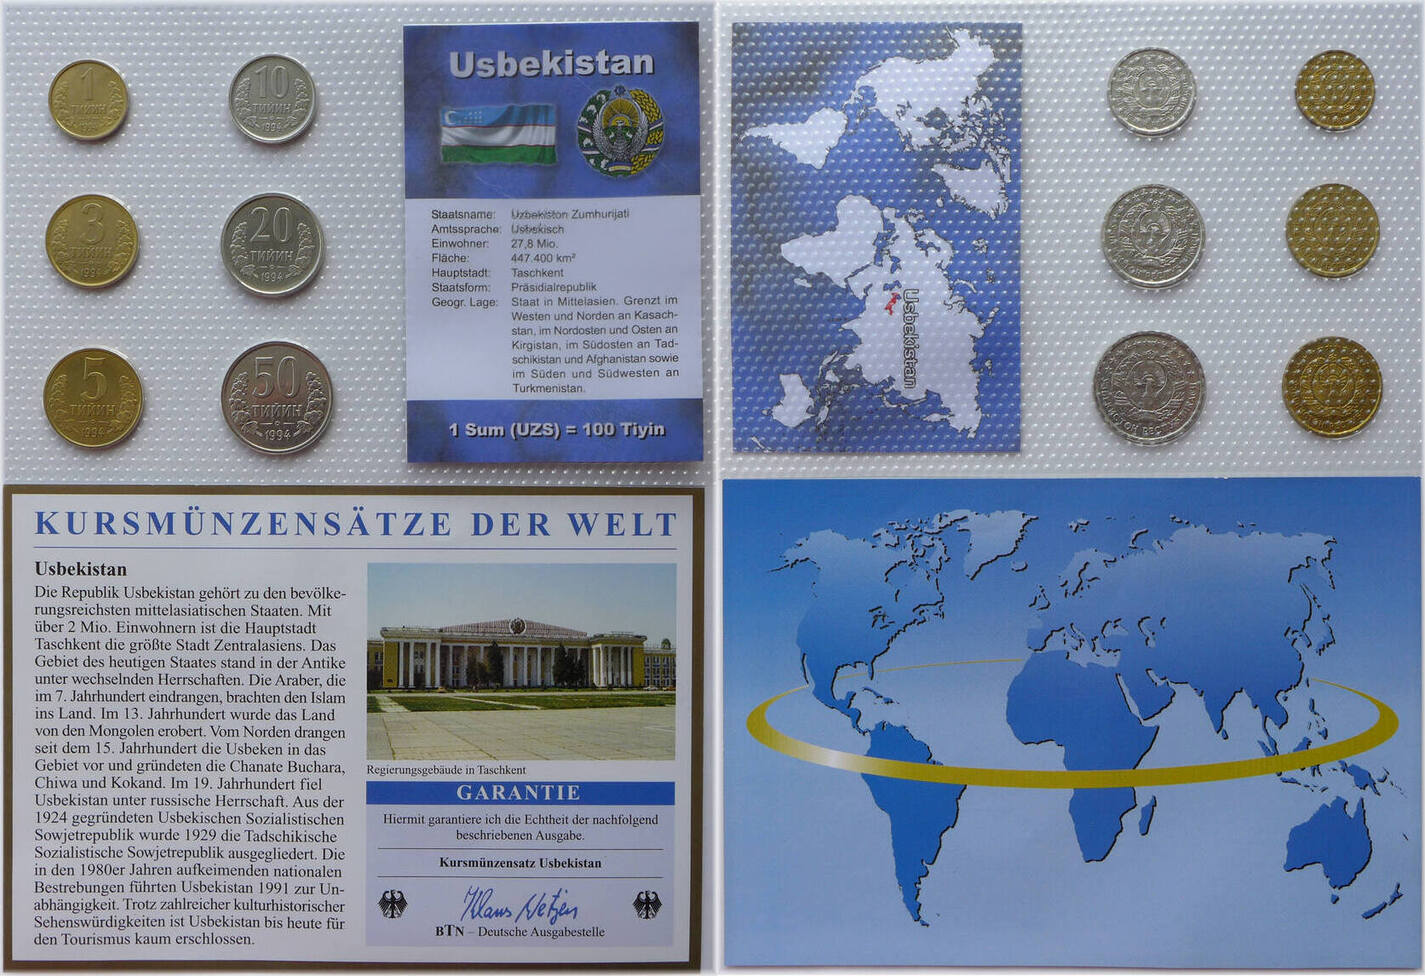 1
ТИЙИН
1994
10
ТИЙИН
1994
3
ТИЙИН
1994
20
ТИЙИН
1994
5
ТИЙИН
1994
50
ТИЙИН
1994
Usbekistan
Staatsname: Uzbekiston Zumhurijati
Amtssprache: Usbekisch
Einwohner: 27,8 Mio.
Fläche: 447.400 km²
Hauptstadt: Taschkent
Staatsform: Präsidialrepublik
Geogr. Lage: Staat in Mittelasien. Grenzt im
Westen und Norden an Kasach-
stan, im Nordosten und Osten an
Kirgistan, im Südosten an Tad-
schikistan und Afghanistan sowie
im Süden und Südwesten an
Turkmenistan.
1 Sum (UZS) = 100 Tiyin
Usbekistan
KURSMÜNZENSÄTZE DER WELT
Usbekistan
Die Republik Usbekistan gehört zu den bevölke-
rungsreichsten mittelasiatischen Staaten. Mit
über 2 Mio. Einwohnern ist die Hauptstadt
Taschkent die größte Stadt Zentralasiens. Das
Gebiet des heutigen Staates stand in der Antike
unter wechselnden Herrschaften. Die Araber, die
im 7. Jahrhundert eindrangen, brachten den Islam
ins Land. Im 13. Jahrhundert wurde das Land
von den Mongolen erobert. Vom Norden drangen
seit dem 15. Jahrhundert die Usbeken in das
Gebiet vor und gründeten die Chanate Buchara,
Chiwa und Kokand. Im 19. Jahrhundert fiel
Usbekistan unter russische Herrschaft. Aus der
1924 gegründeten Usbekischen Sozialistischen
Sowjetrepublik wurde 1929 die Tadschikische
Sozialistische Sowjetrepublik ausgegliedert. Die
in den 1980er Jahren aufkeimenden nationalen
Bestrebungen führten Usbekistan 1991 zur Un-
abhängigkeit. Trotz zahlreicher kulturhistorischer
Sehenswürdigkeiten ist Usbekistan bis heute für
den Tourismus kaum erschlossen.
Regierungsgebäude in Taschkent
GARANTIE
Hiermit garantiere ich die Echtheit der nachfolgend
beschriebenen Ausgabe.
Kursmünzensatz Usbekistan
BTN – Deutsche Ausgabestelle